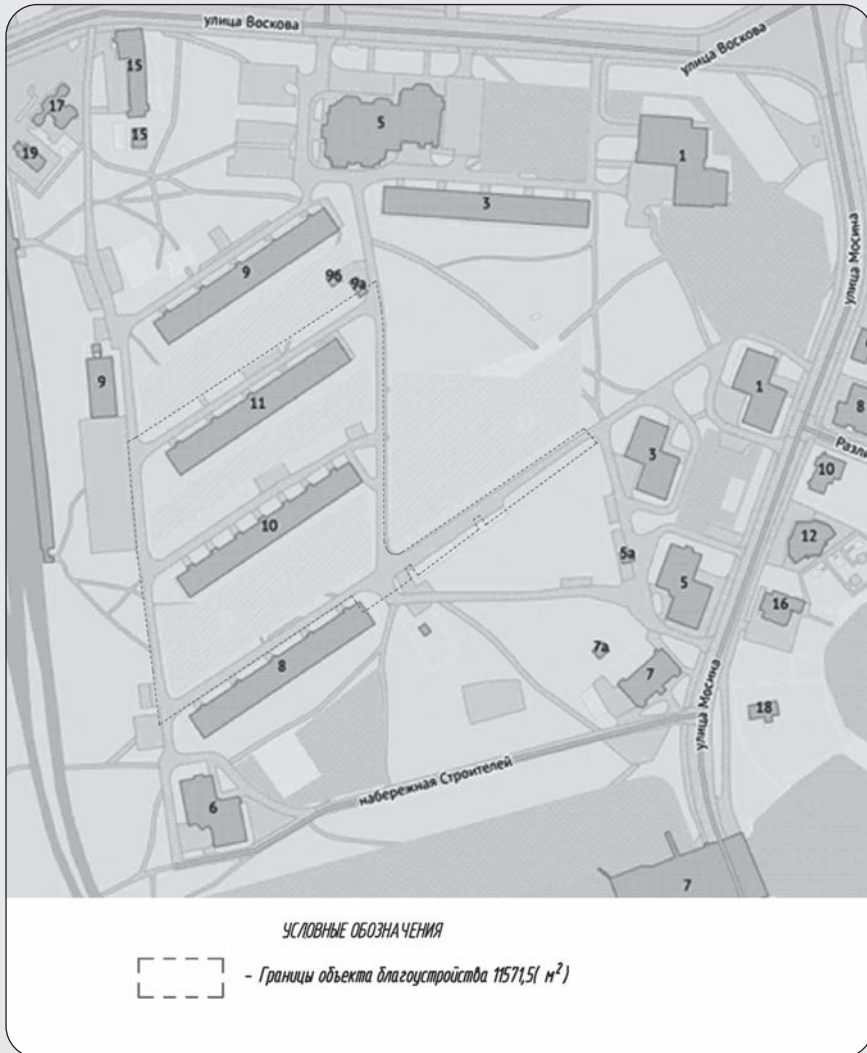 улица Воскова
улица Воскова
15
17
15
19
5
1
3
улица Мосина
9
9б
9а
9
11
1
8
3
10
10
12
5а
5
16
8
7а
7
18
улица Мосина
набережная Строителей
6
7
УСЛОВНЫЕ ОБОЗНАЧЕНИЯ
- Границы объекта благоустройства 11571,5( м²)